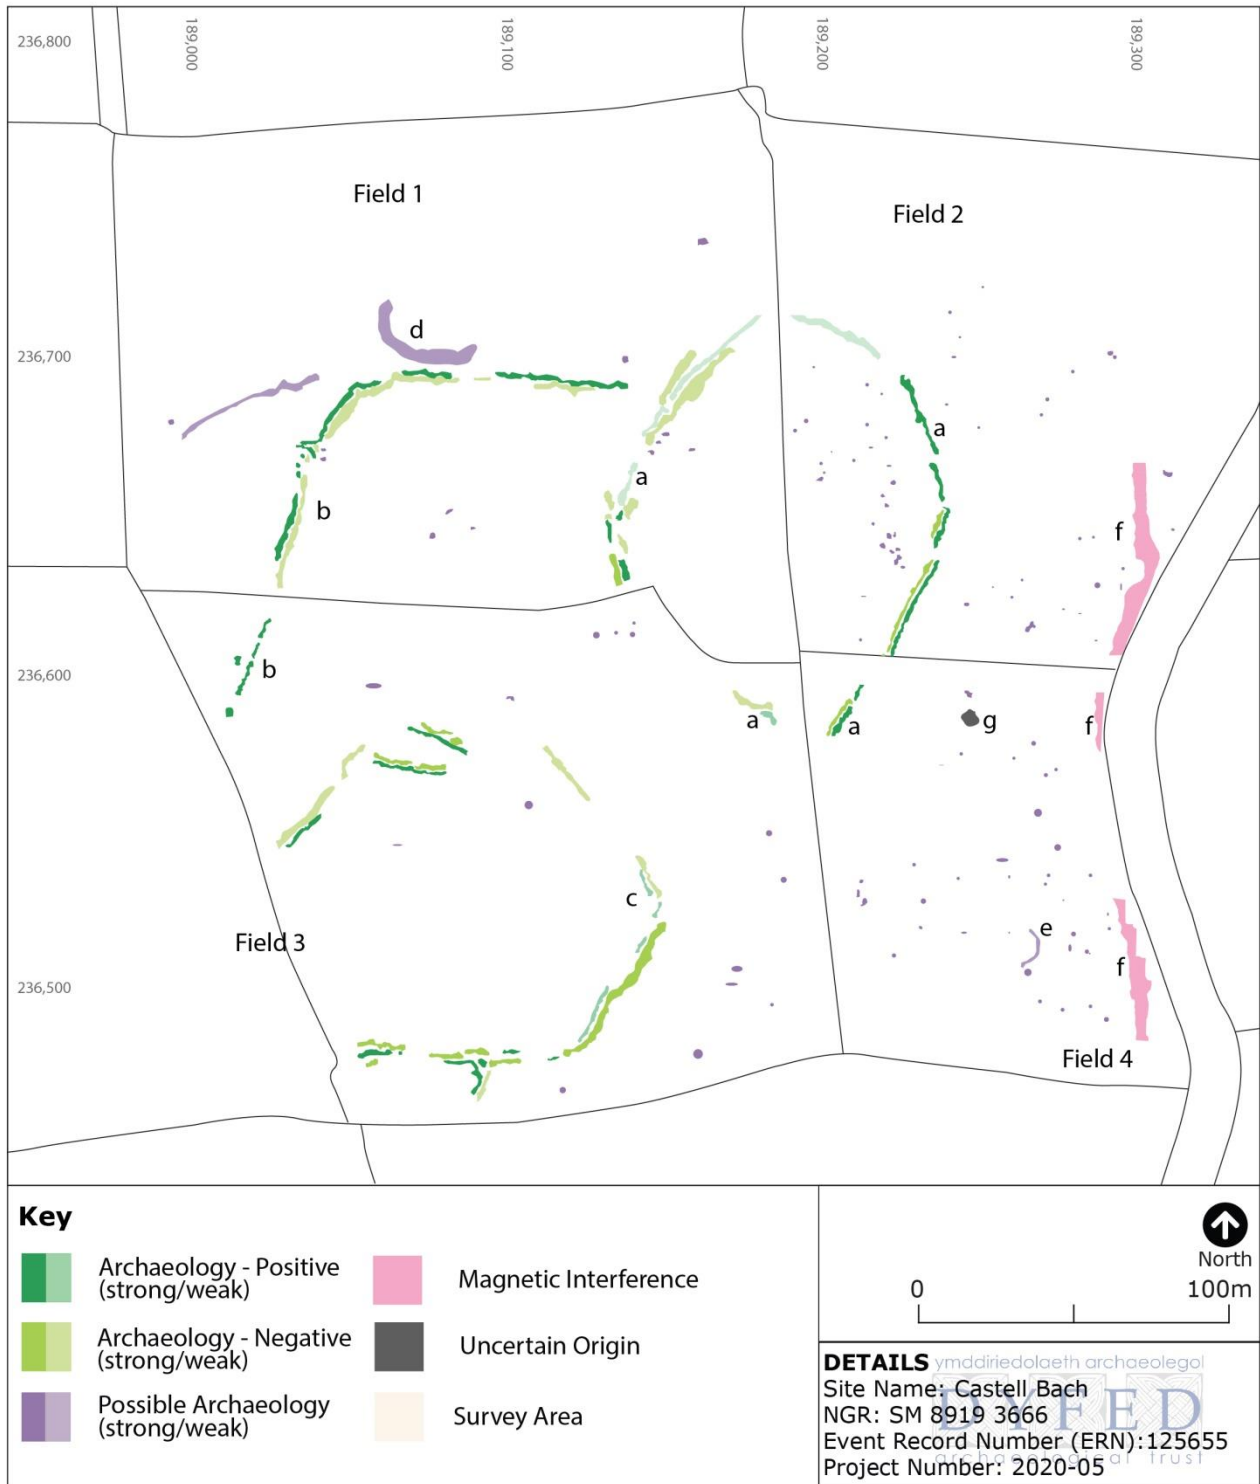 236,800
189,000
189,100
189,200
189,300
Field 1
Field 2
d
236,700
a
a
b
f
236,600
b
a
a
g
f
c
e
Field 3
f
236,500
Field 4
Key
Archaeology - Positive
(strong/weak)
Archaeology - Negative
(strong/weak)
Possible Archaeology
(strong/weak)
Magnetic Interference
Uncertain Origin
Survey Area
North
0 100m
DETAILS ymddiriedolaeth archaeolegol
Site Name: Castell Bach
DYFED
NGR: SM 8919 3666
Event Record Number (ERN):125655
archaeological trust
Project Number: 2020-05